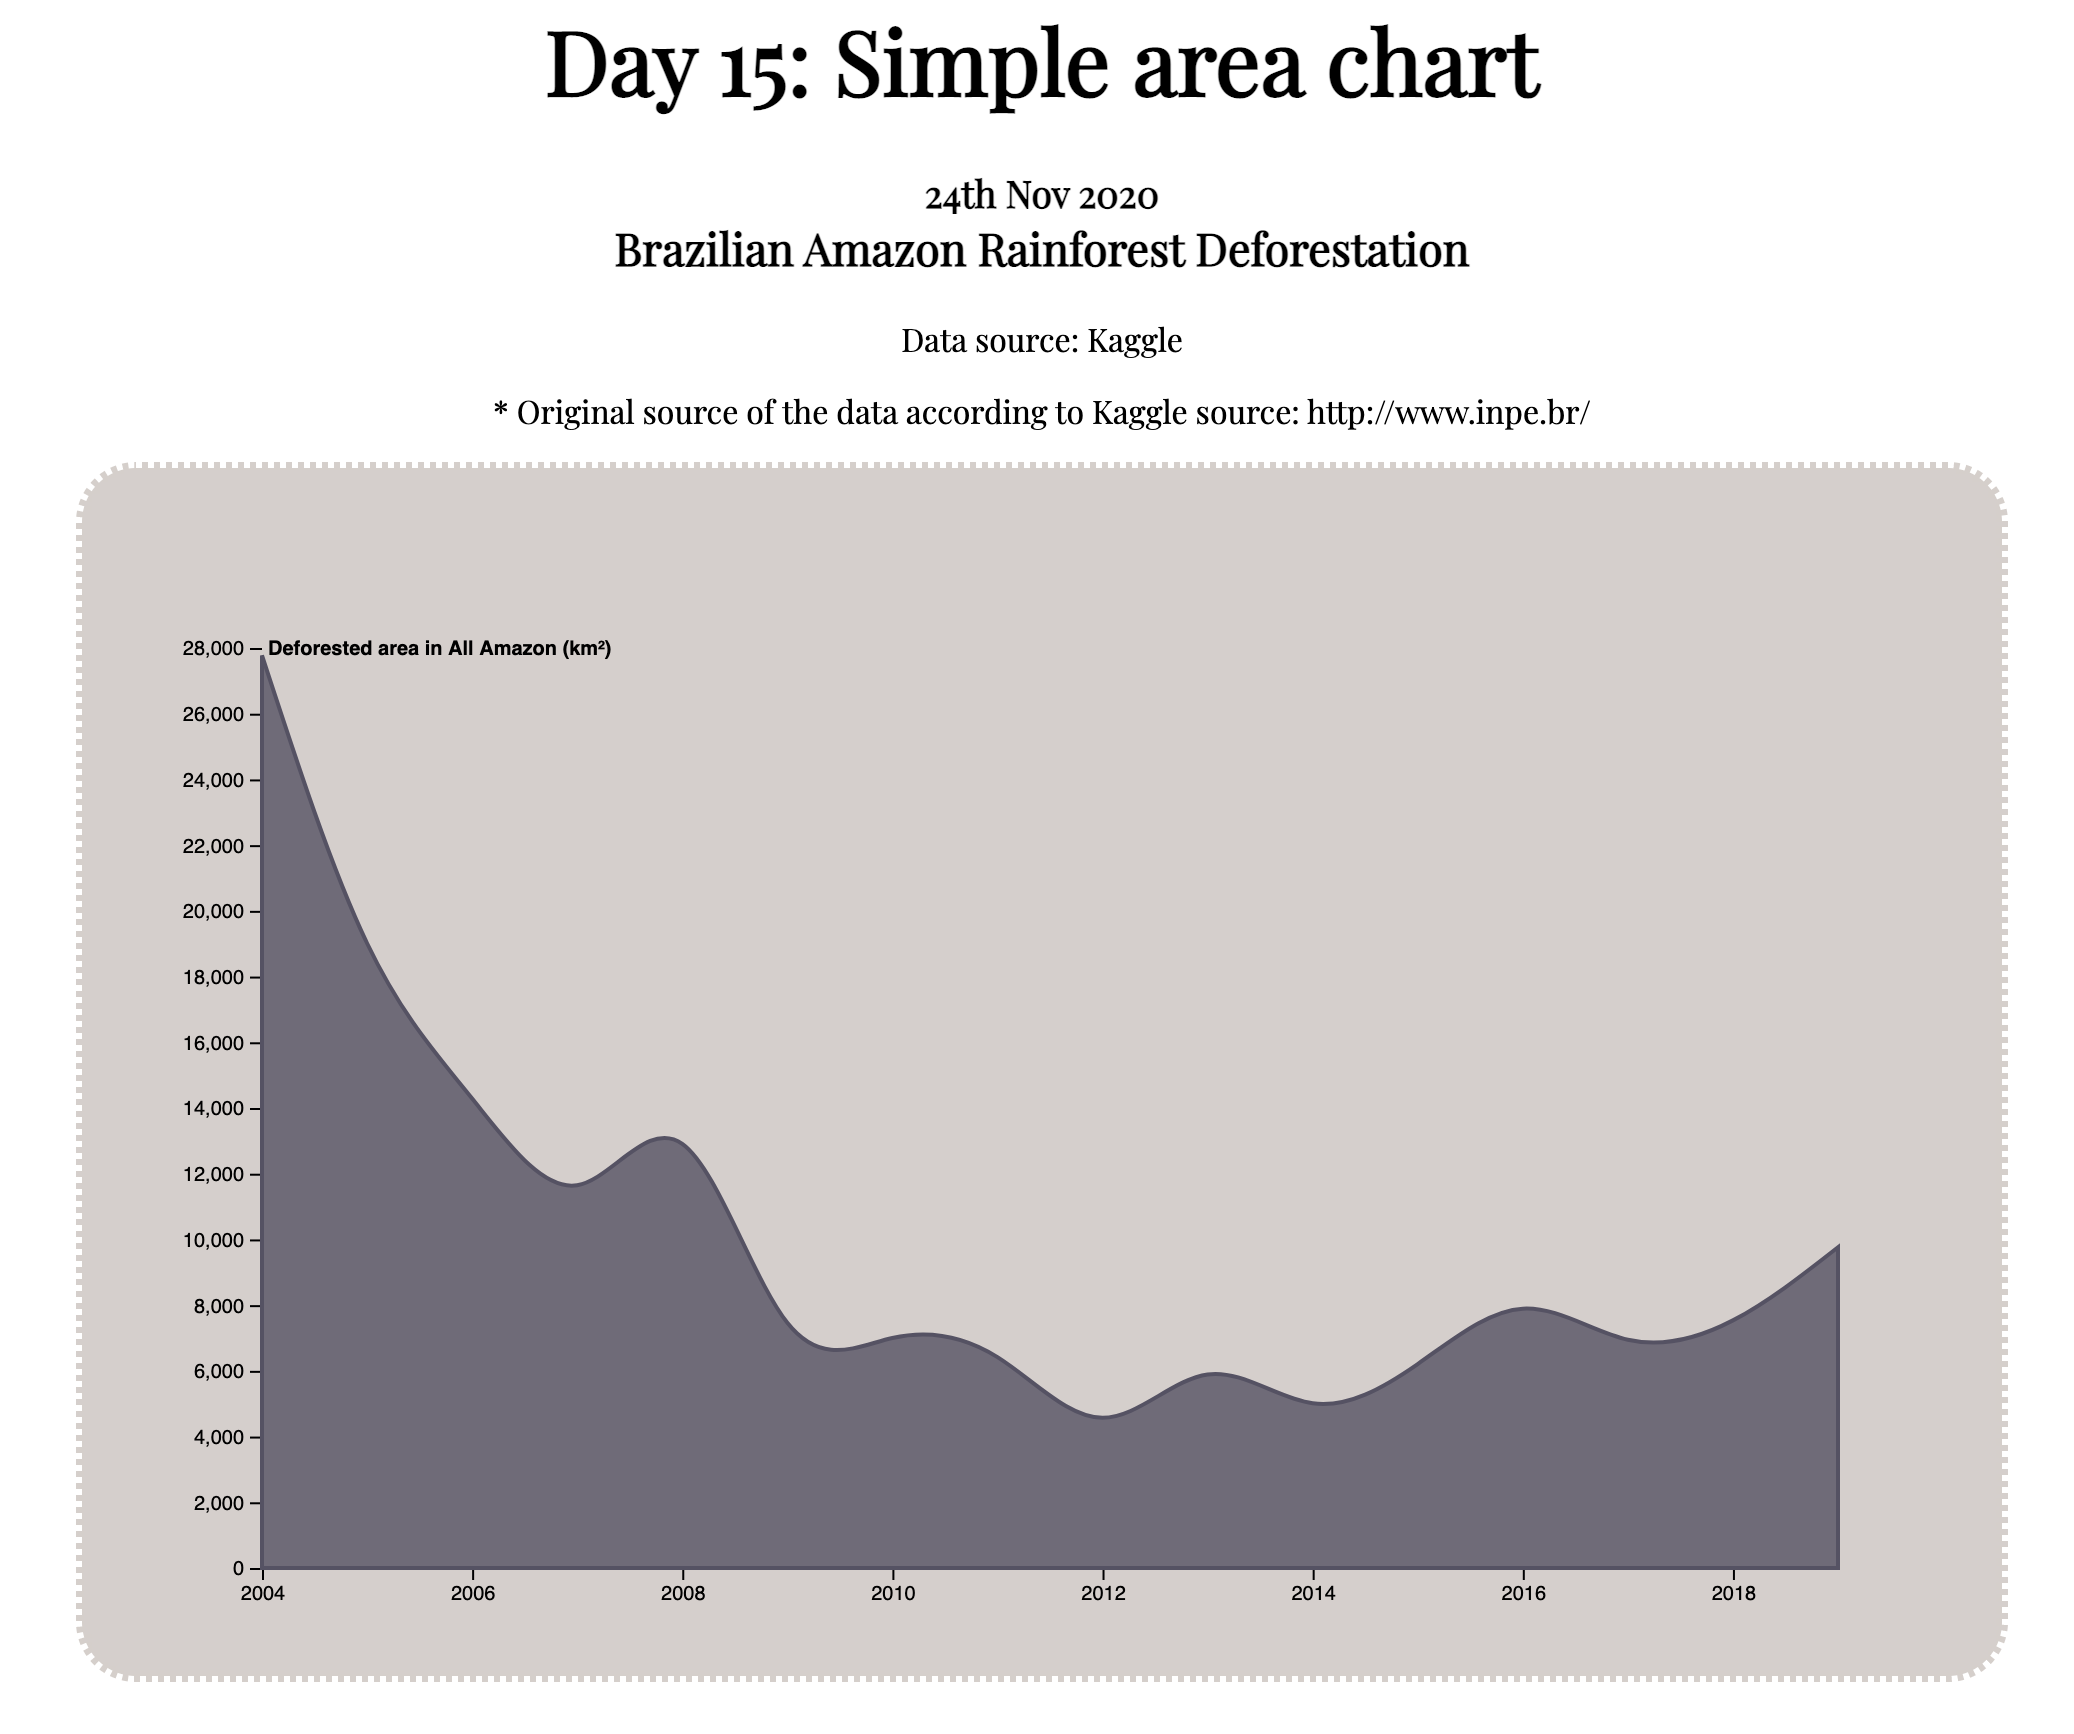 Day 15: Simple area chart
24th Nov 2020
Brazilian Amazon Rainforest Deforestation
Data source: Kaggle
* Original source of the data according to Kaggle source: http://www.inpe.br/
28,000 Deforested area in All Amazon (km²)
26,000
24,000
22,000
20,000
18,000
16,000
14,000
12,000
10,000
8,000
6,000
4,000
2,000
0
2004 2006 2008 2010 2012 2014 2016 2018